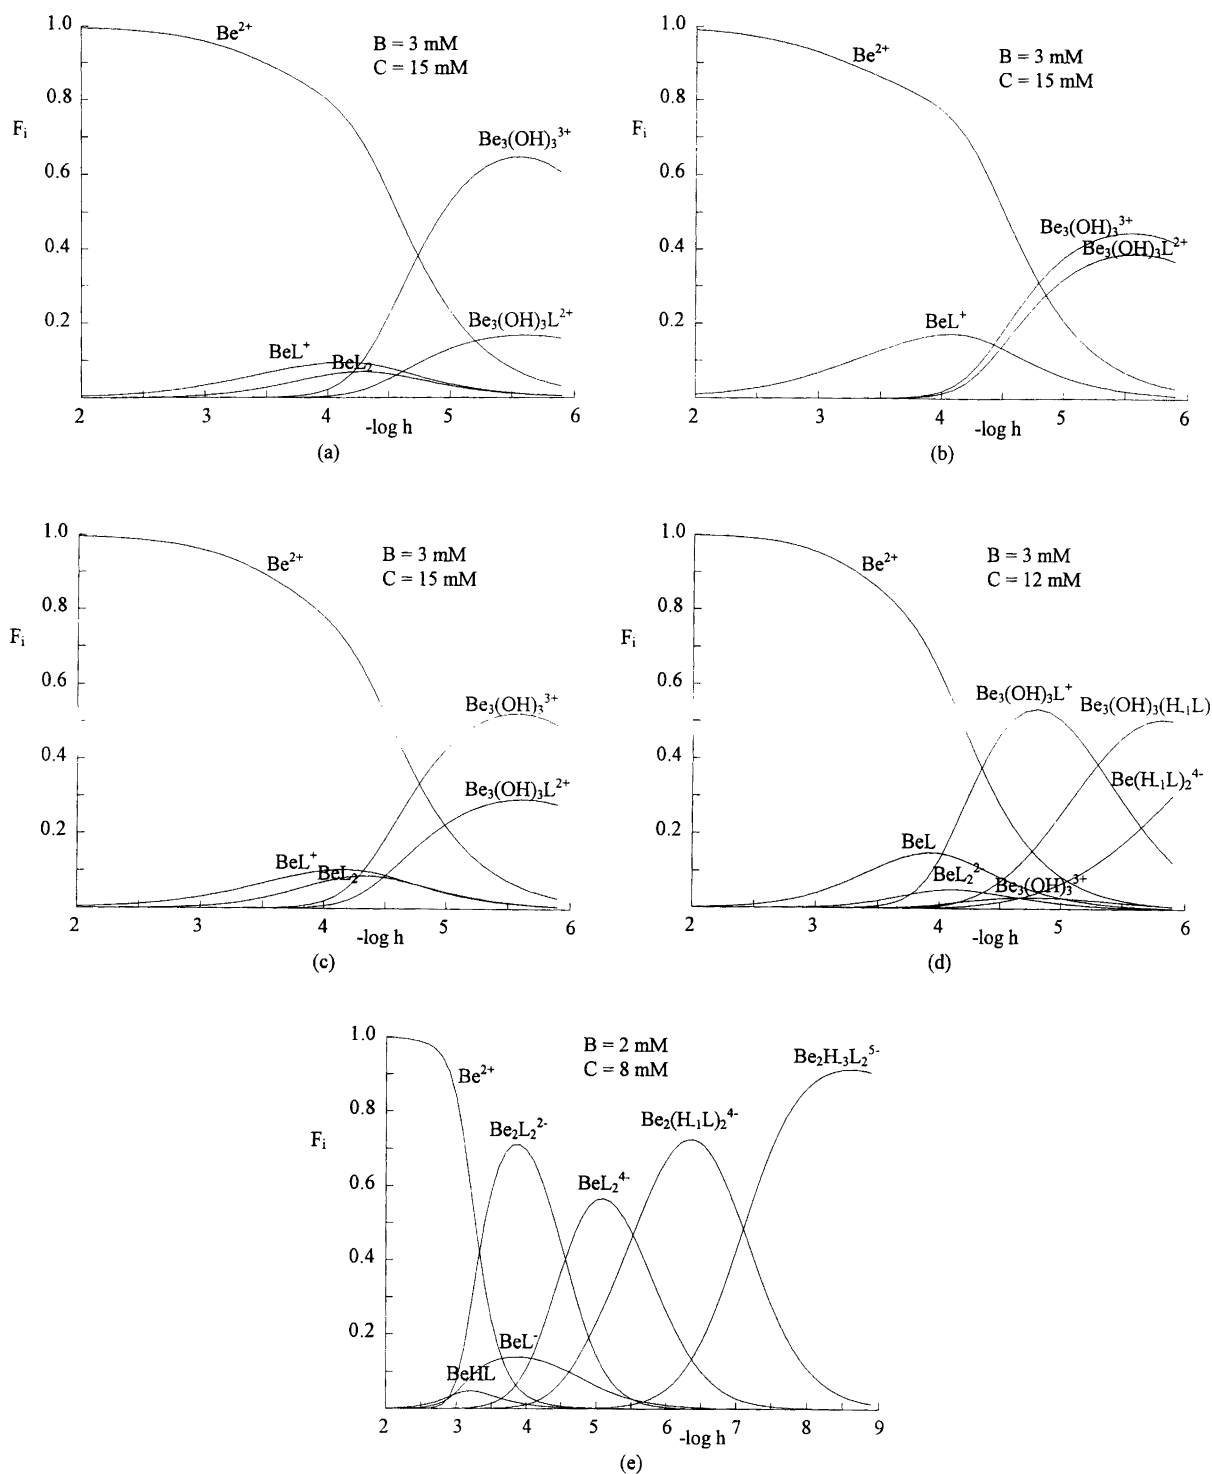 1.0
Be²⁺
B = 3 mM
C = 15 mM
0.8
Fᵢ
Be₃(OH)₃³⁺
0.6
0.4
Be₃(OH)₃L²⁺
0.2
BeL⁺
BeL₂
2 3 4 5 6
-log h
(a)
1.0
Be²⁺
B = 3 mM
C = 15 mM
0.8
Fᵢ
0.6
Be₃(OH)₃³⁺
0.4
Be₃(OH)₃L²⁺
BeL⁺
0.2
2 3 4 5 6
-log h
(b)
1.0
Be²⁺
B = 3 mM
C = 15 mM
0.8
Fᵢ
0.6
Be₃(OH)₃³⁺
0.4
Be₃(OH)₃L²⁺
0.2
BeL⁺
BeL₂
2 3 4 5 6
-log h
(c)
1.0
Be²⁺
B = 3 mM
C = 12 mM
0.8
Fᵢ
0.6
Be₃(OH)₃L⁺
Be₃(OH)₃(H₋₁L)
0.4
Be(H₋₁L)₂⁴⁻
0.2
BeL
BeL₂²⁻
Be₃(OH)₃³⁺
2 3 4 5 6
-log h
(d)
1.0
B = 2 mM
C = 8 mM
Be²⁺
Be₂H₋₃L₂⁵⁻
0.8
Fᵢ
Be₂L₂²⁻
Be₂(H₋₁L)₂⁴⁻
0.6
BeL₂⁴⁻
0.4
0.2
BeL⁻
BeHL
2 3 4 5 6 7 8 9
-log h
(e)